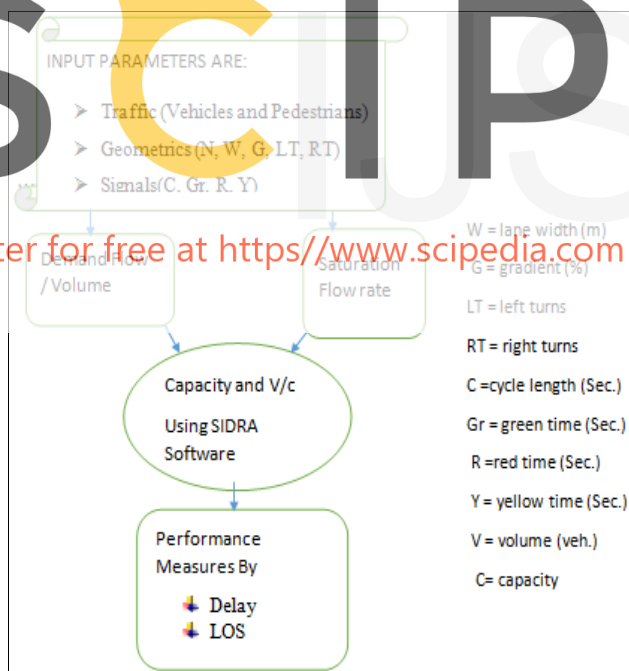 SCIP
INPUT PARAMETERS ARE:
Traffic (Vehicles and Pedestrians)
Geometrics (N, W, G, LT, RT)
Signals(C, Gr. R. Y)
ter for free at https//www.scipedia.com
Demand Flow
/ Volume
Saturation
Flow rate
Capacity and V/c
Using SIDRA
Software
Performance
Measures By
Delay
LOS
W = lane width (m)
G = gradient (%)
LT = left turns
RT = right turns
C =cycle length (Sec.)
Gr = green time (Sec.)
R =red time (Sec.)
Y = yellow time (Sec.)
V = volume (veh.)
C= capacity